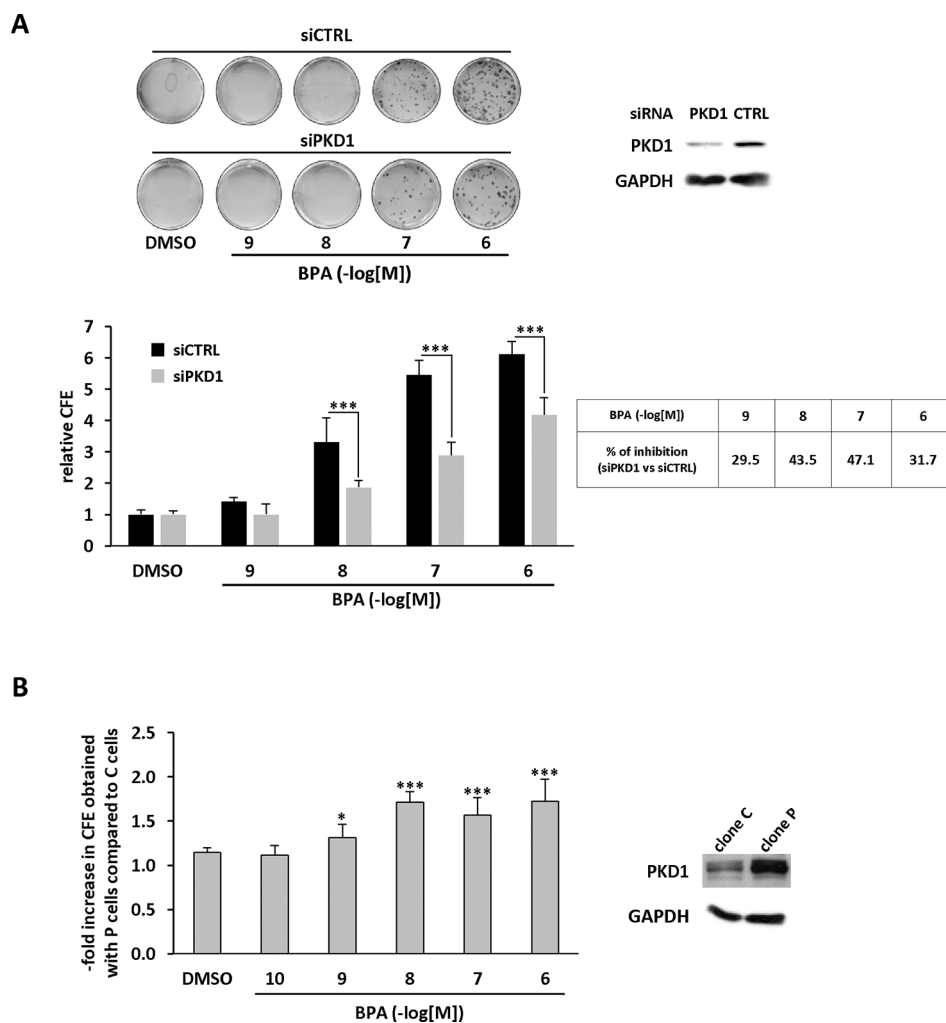 A
siCTRL
siPKD1
DMSO 9 8 7 6
BPA (-log[M])
siRNA PKD1 CTRL
PKD1
GAPDH
relative CFE
7
6
5
4
3
2
1
0
siCTRL
siPKD1
***
***
***
DMSO 9 8 7 6
BPA (-log[M])
BPA (-log[M]) 9 8 7 6
% of inhibition
(siPKD1 vs siCTRL) 29.5 43.5 47.1 31.7
B
-fold increase in CFE obtained
with P cells compared to C cells
2.5
2.0
1.5
1.0
0.5
0.0
* *** *** ***
DMSO 10 9 8 7 6
BPA (-log[M])
clone C clone P
PKD1
GAPDH